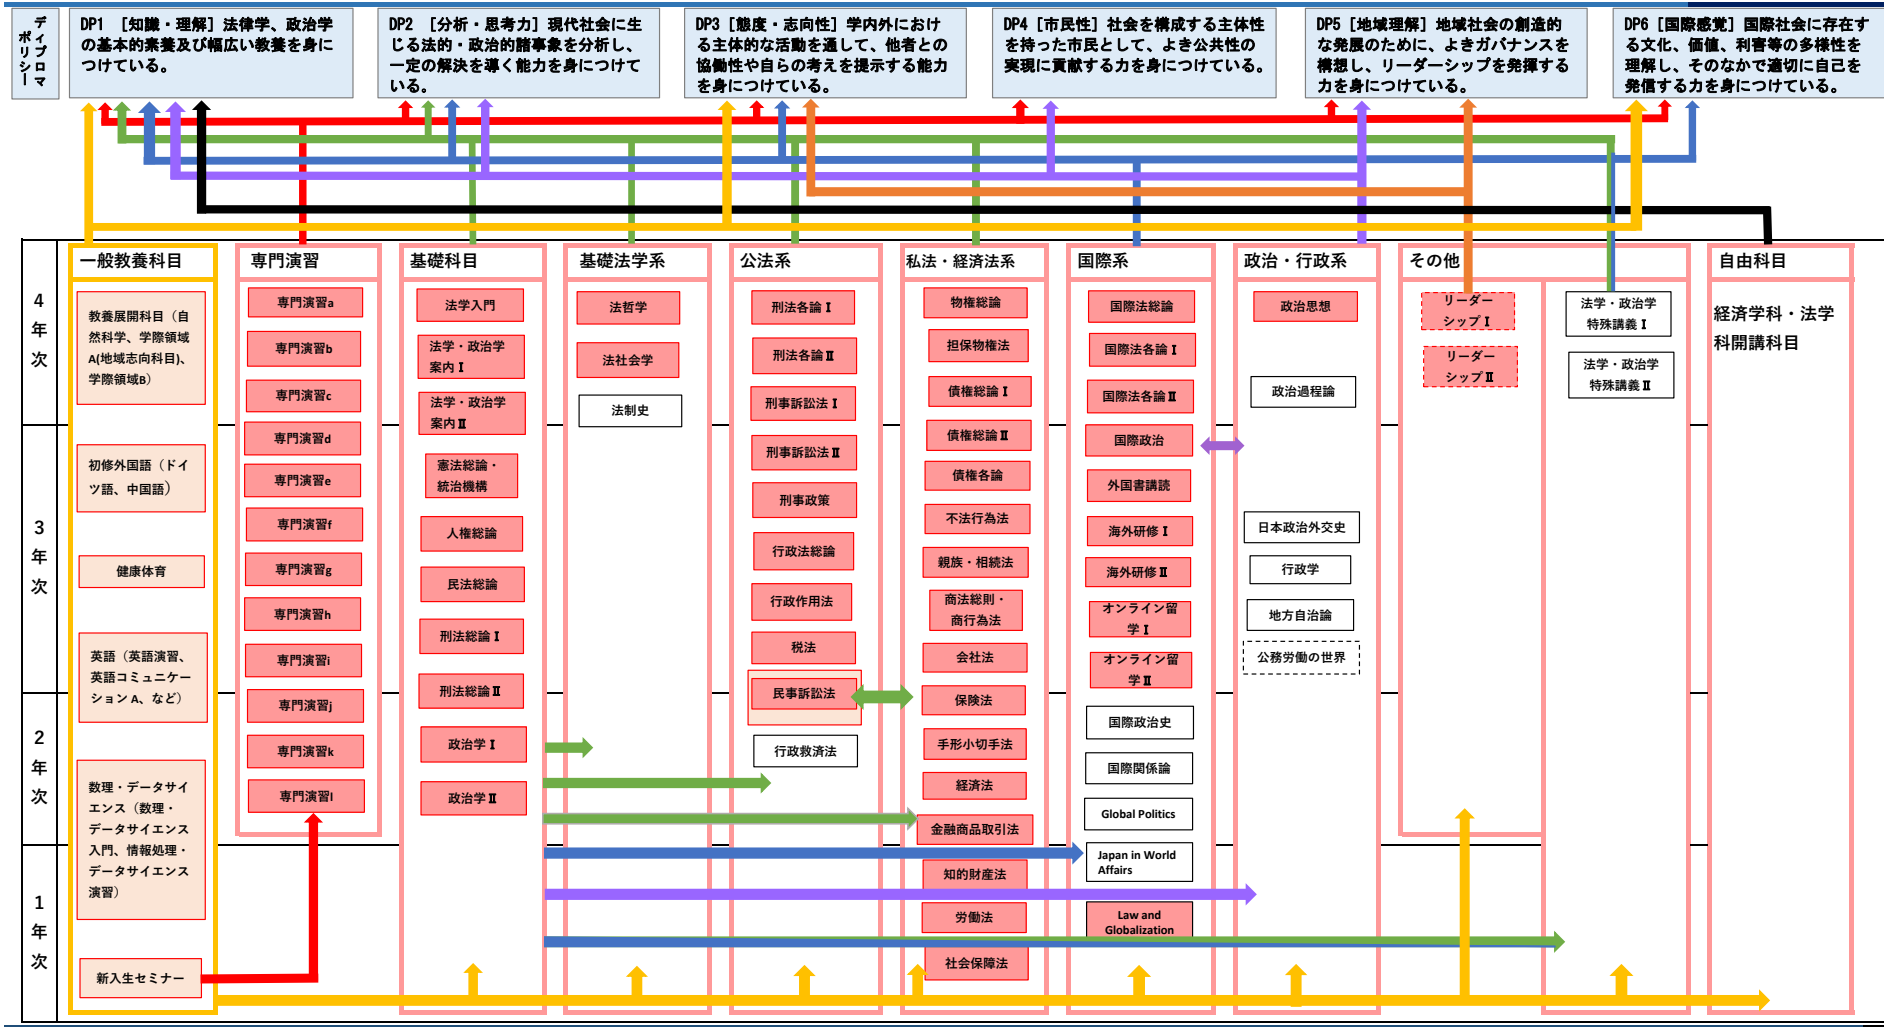 ディプロマ
ポリシー
DP1 [知識・理解] 法律学、政治学
の基本的素養及び幅広い教養を身に
つけている。
DP2 [分析・思考力] 現代社会に生
じる法的・政治的諸事象を分析し、
一定の解決を導く能力を身につけて
いる。
DP3 [態度・志向性] 学内外におけ
る主体的な活動を通して、他者との
協働性や自らの考えを提示する能力
を身につけている。
DP4 [市民性] 社会を構成する主体性
を持った市民として、よき公共性の
実現に貢献する力を身につけている。
DP5 [地域理解] 地域社会の創造的
な発展のために、よきガバナンスを
構想し、リーダーシップを発揮する
力を身につけている。
DP6 [国際感覚] 国際社会に存在す
る文化、価値、利害等の多様性を
理解し、そのなかで適切に自己を
発信する力を身につけている。
4年次
3年次
2年次
1年次
一般教養科目
教養展開科目（自
然科学、学際領域
A(地域志向科目)、
学際領域B）
初修外国語（ドイ
ツ語、中国語）
健康体育
英語（英語演習、
英語コミュニケー
ションA、など）
数理・データサイ
エンス（数理・
データサイエンス
入門、情報処理・
データサイエンス
演習）
新入生セミナー
専門演習
専門演習a
専門演習b
専門演習c
専門演習d
専門演習e
専門演習f
専門演習g
専門演習h
専門演習i
専門演習j
専門演習k
専門演習l
基礎科目
法学入門
法学・政治学
案内Ⅰ
法学・政治学
案内Ⅱ
憲法総論・
統治機構
人権総論
民法総論
刑法総論Ⅰ
刑法総論Ⅱ
政治学Ⅰ
政治学Ⅱ
基礎法学系
法哲学
法社会学
法制史
公法系
刑法各論Ⅰ
刑法各論Ⅱ
刑事訴訟法Ⅰ
刑事訴訟法Ⅱ
刑事政策
行政法総論
行政作用法
税法
民事訴訟法
行政救済法
私法・経済法系
物権総論
担保物権法
債権総論Ⅰ
債権総論Ⅱ
債権各論
不法行為法
親族・相続法
商法総則・
商行為法
会社法
保険法
手形小切手法
経済法
金融商品取引法
知的財産法
労働法
社会保障法
国際系
国際法総論
国際法各論Ⅰ
国際法各論Ⅱ
国際政治
外国書講読
海外研修Ⅰ
海外研修Ⅱ
オンライン留
学Ⅰ
オンライン留
学Ⅱ
国際政治史
国際関係論
Global Politics
Japan in World
Affairs
Law and
Globalization
政治・行政系
政治思想
政治過程論
日本政治外交史
行政学
地方自治論
公務労働の世界
その他
リーダー
シップⅠ
リーダー
シップⅡ
法学・政治学
特殊講義Ⅰ
法学・政治学
特殊講義Ⅱ
自由科目
経済学科・法学
科開講科目